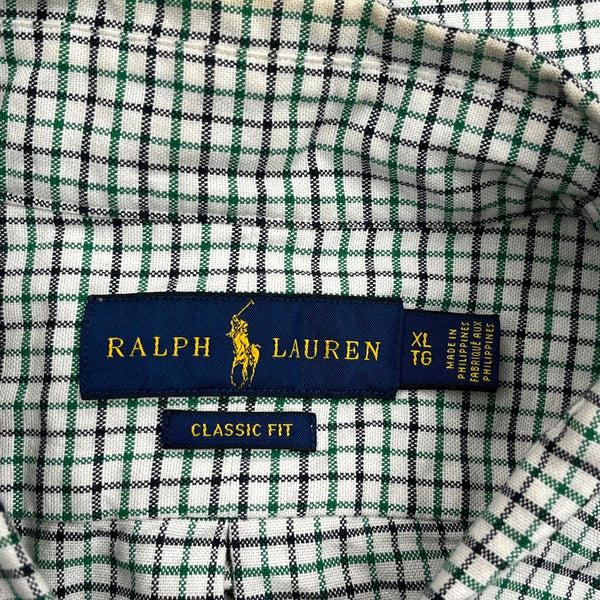 RALPH LAUREN
XL
TG
MADE IN
PHILIPPINES
FABRIQUÉ AUX
PHILIPPINES
CLASSIC FIT